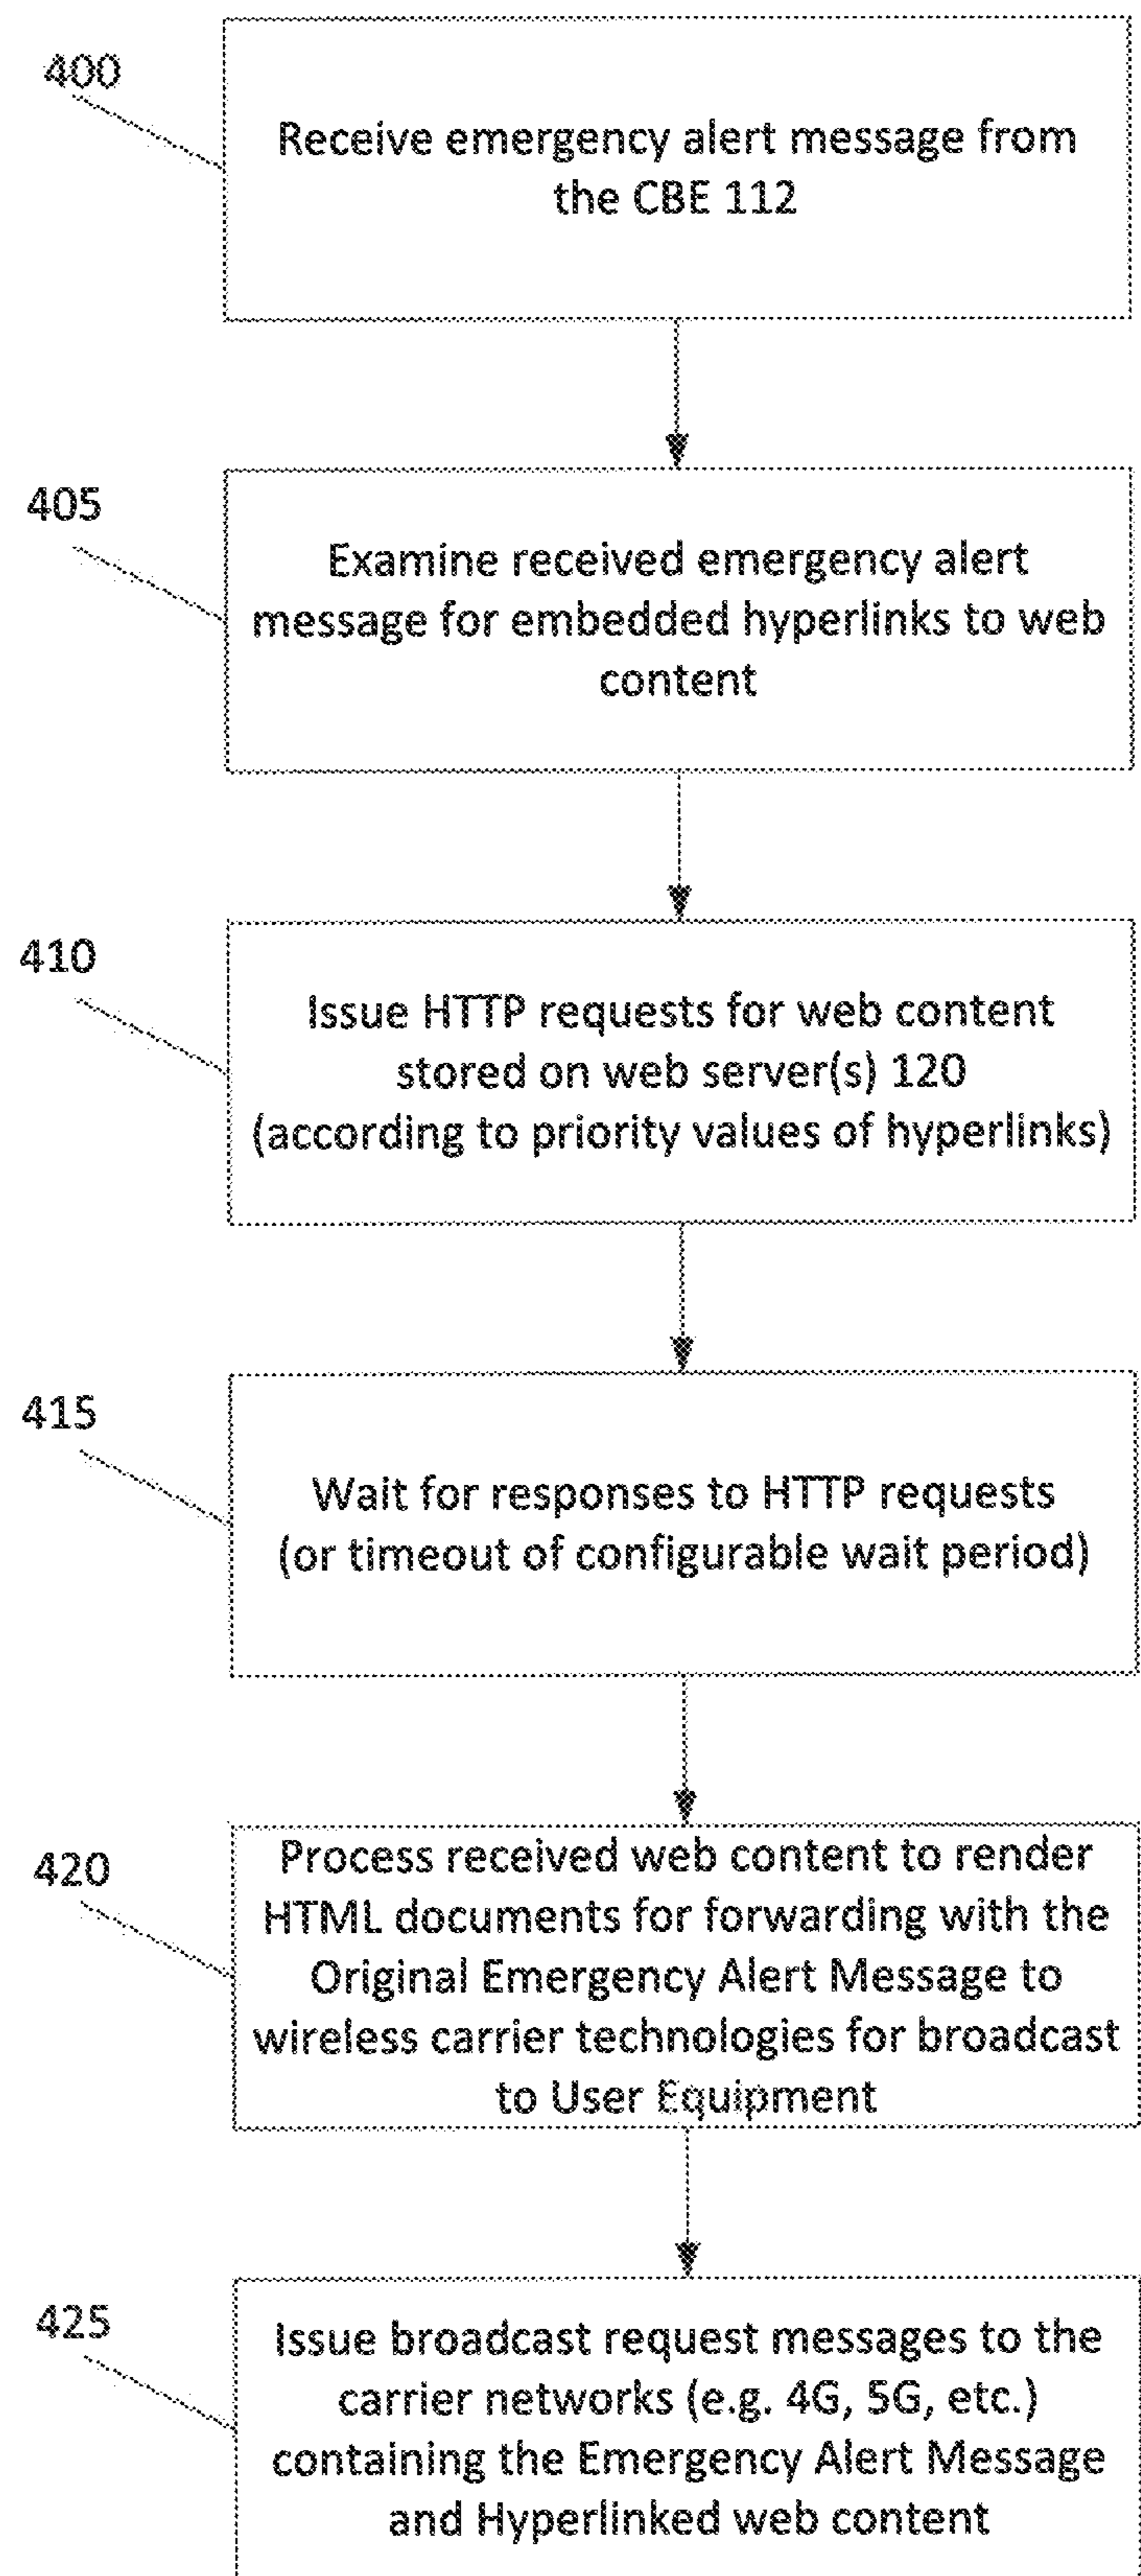 400
Receive emergency alert message from
the CBE 112
405
Examine received emergency alert
message for embedded hyperlinks to web
content
410
Issue HTTP requests for web content
stored on web server(s) 120
(according to priority values of hyperlinks)
415
Wait for responses to HTTP requests
(or timeout of configurable wait period)
420
Process received web content to render
HTML documents for forwarding with the
Original Emergency Alert Message to
wireless carrier technologies for broadcast
to User Equipment
425
Issue broadcast request messages to the
carrier networks (e.g. 4G, 5G, etc.)
containing the Emergency Alert Message
and Hyperlinked web content